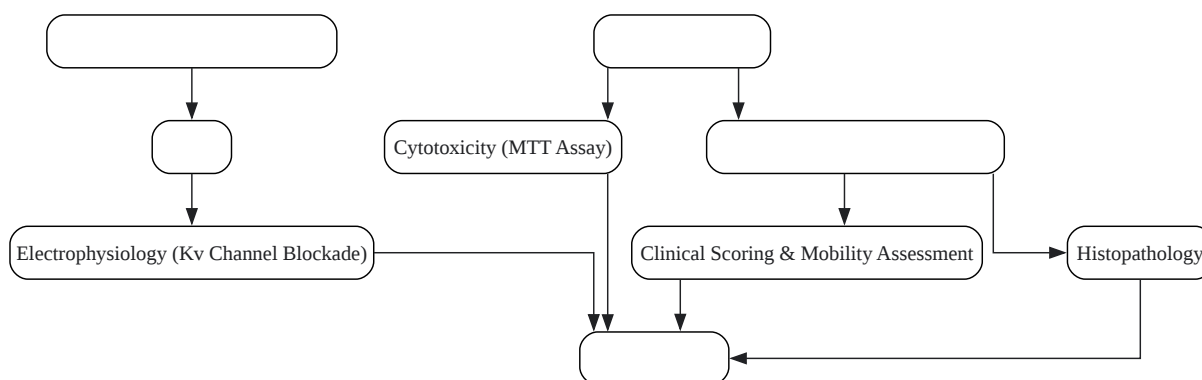 Cytotoxicity (MTT Assay)
Electrophysiology (Kv Channel Blockade)
Clinical Scoring & Mobility Assessment
Histopathology